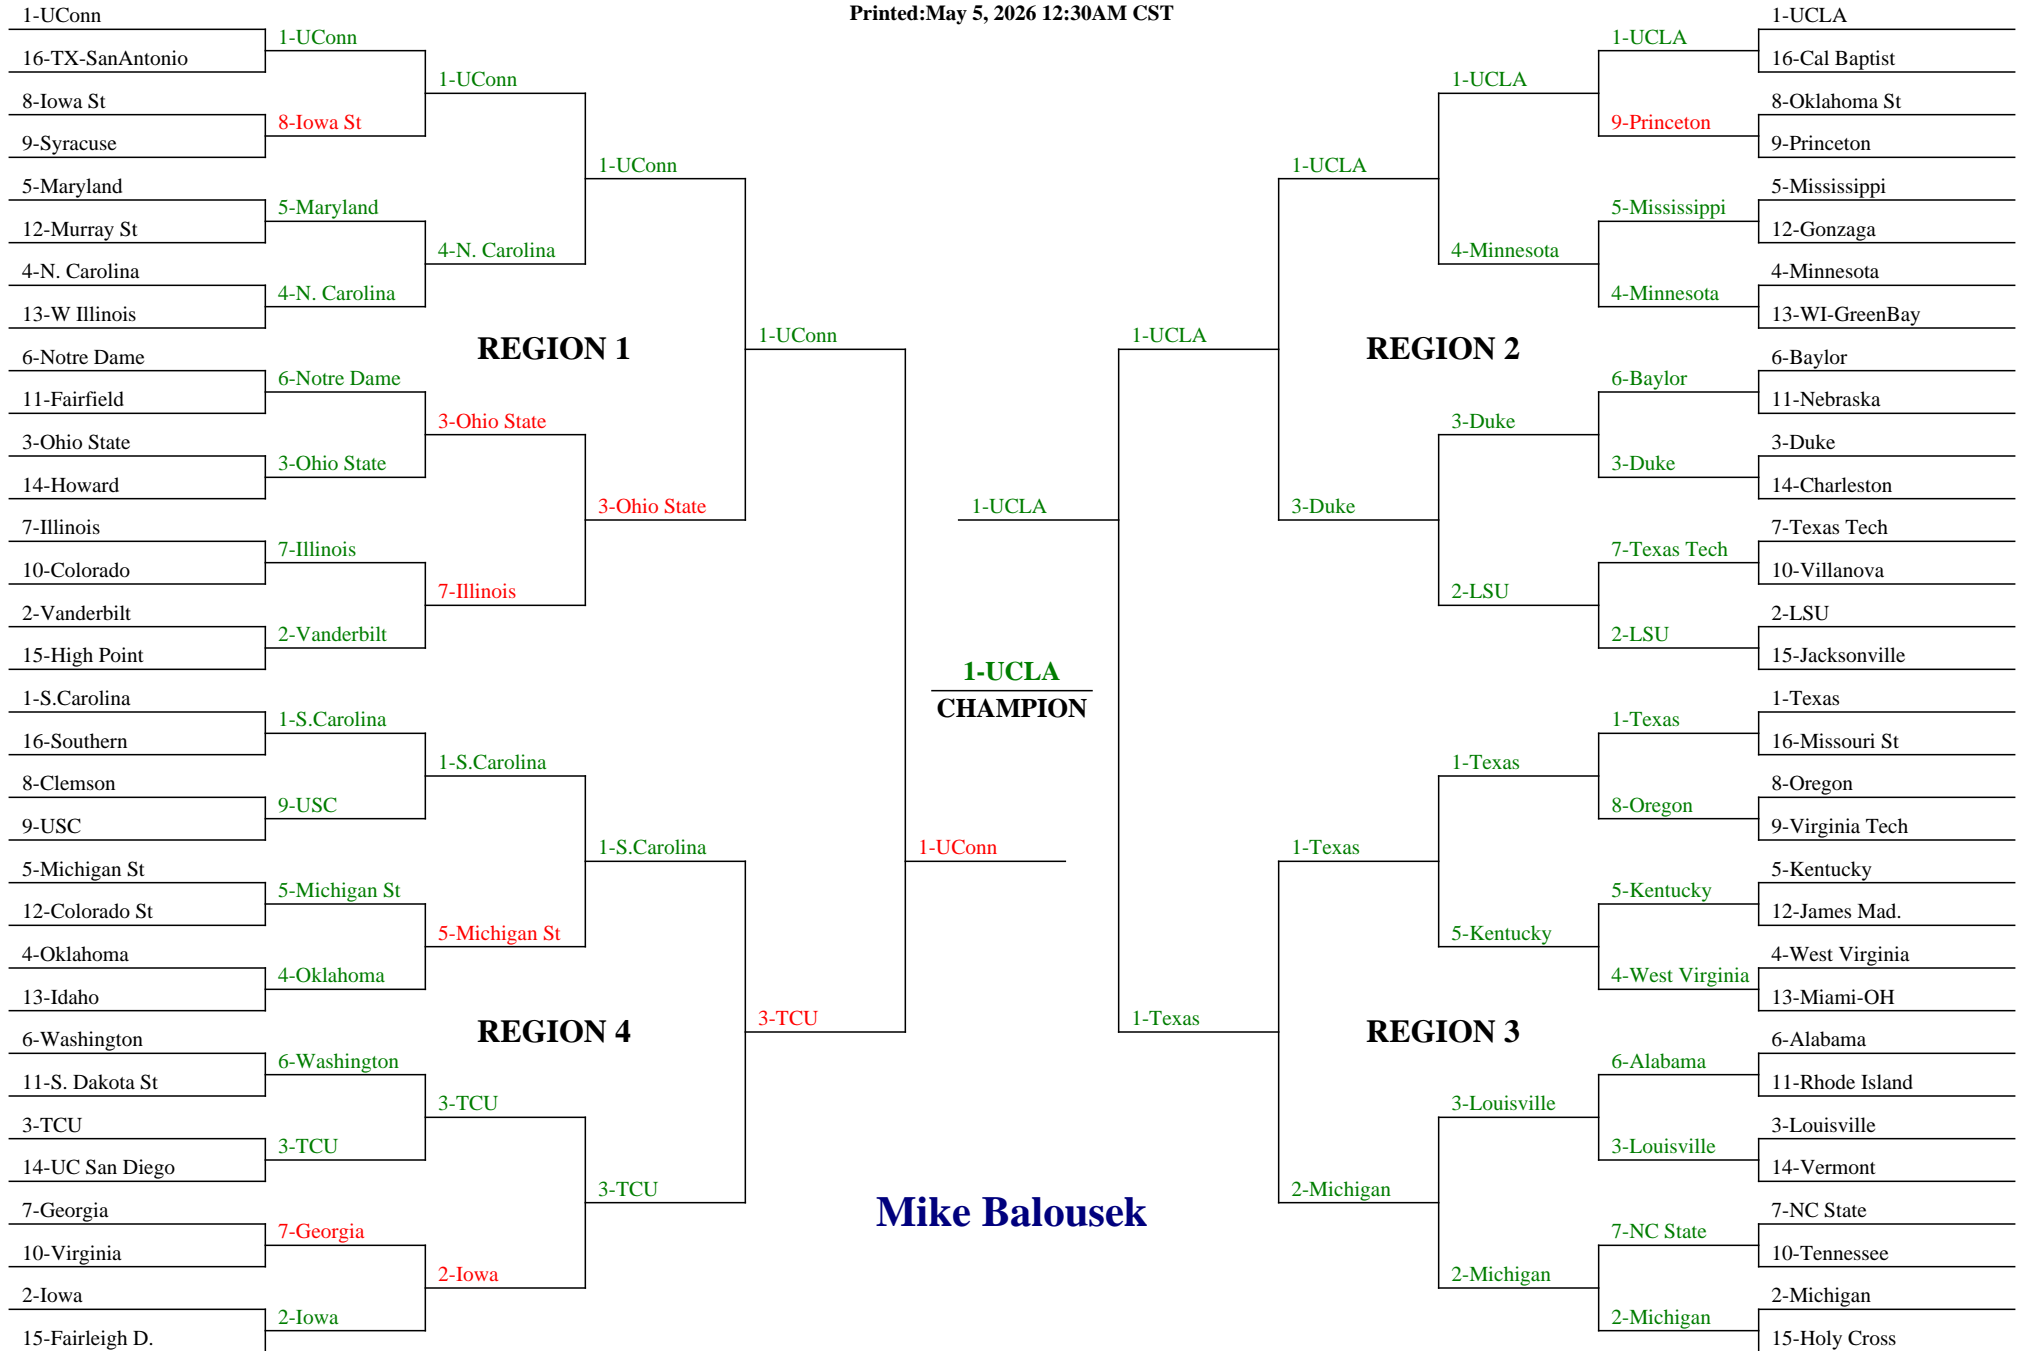 Printed:May 5, 2026 12:30AM CST
1-UConn
16-TX-SanAntonio
8-Iowa St
9-Syracuse
5-Maryland
12-Murray St
4-N. Carolina
13-W Illinois
6-Notre Dame
11-Fairfield
3-Ohio State
14-Howard
7-Illinois
10-Colorado
2-Vanderbilt
15-High Point
1-S.Carolina
16-Southern
8-Clemson
9-USC
5-Michigan St
12-Colorado St
4-Oklahoma
13-Idaho
6-Washington
11-S. Dakota St
3-TCU
14-UC San Diego
7-Georgia
10-Virginia
2-Iowa
15-Fairleigh D.
1-UConn
8-Iowa St
5-Maryland
4-N. Carolina
6-Notre Dame
3-Ohio State
7-Illinois
2-Vanderbilt
1-S.Carolina
9-USC
5-Michigan St
4-Oklahoma
6-Washington
3-TCU
7-Georgia
2-Iowa
1-UConn
4-N. Carolina
3-Ohio State
7-Illinois
1-S.Carolina
5-Michigan St
3-TCU
2-Iowa
REGION 1
REGION 4
1-UConn
3-Ohio State
1-S.Carolina
3-TCU
1-UConn
3-TCU
1-UConn
1-UCLA
1-UCLA
CHAMPION
Mike Balousek
1-UCLA
1-Texas
1-UCLA
3-Duke
1-Texas
2-Michigan
REGION 2
REGION 3
1-UCLA
4-Minnesota
3-Duke
2-LSU
1-Texas
5-Kentucky
3-Louisville
2-Michigan
1-UCLA
9-Princeton
5-Mississippi
4-Minnesota
6-Baylor
3-Duke
7-Texas Tech
2-LSU
1-Texas
8-Oregon
5-Kentucky
4-West Virginia
6-Alabama
3-Louisville
7-NC State
2-Michigan
1-UCLA
16-Cal Baptist
8-Oklahoma St
9-Princeton
5-Mississippi
12-Gonzaga
4-Minnesota
13-WI-GreenBay
6-Baylor
11-Nebraska
3-Duke
14-Charleston
7-Texas Tech
10-Villanova
2-LSU
15-Jacksonville
1-Texas
16-Missouri St
8-Oregon
9-Virginia Tech
5-Kentucky
12-James Mad.
4-West Virginia
13-Miami-OH
6-Alabama
11-Rhode Island
3-Louisville
14-Vermont
7-NC State
10-Tennessee
2-Michigan
15-Holy Cross